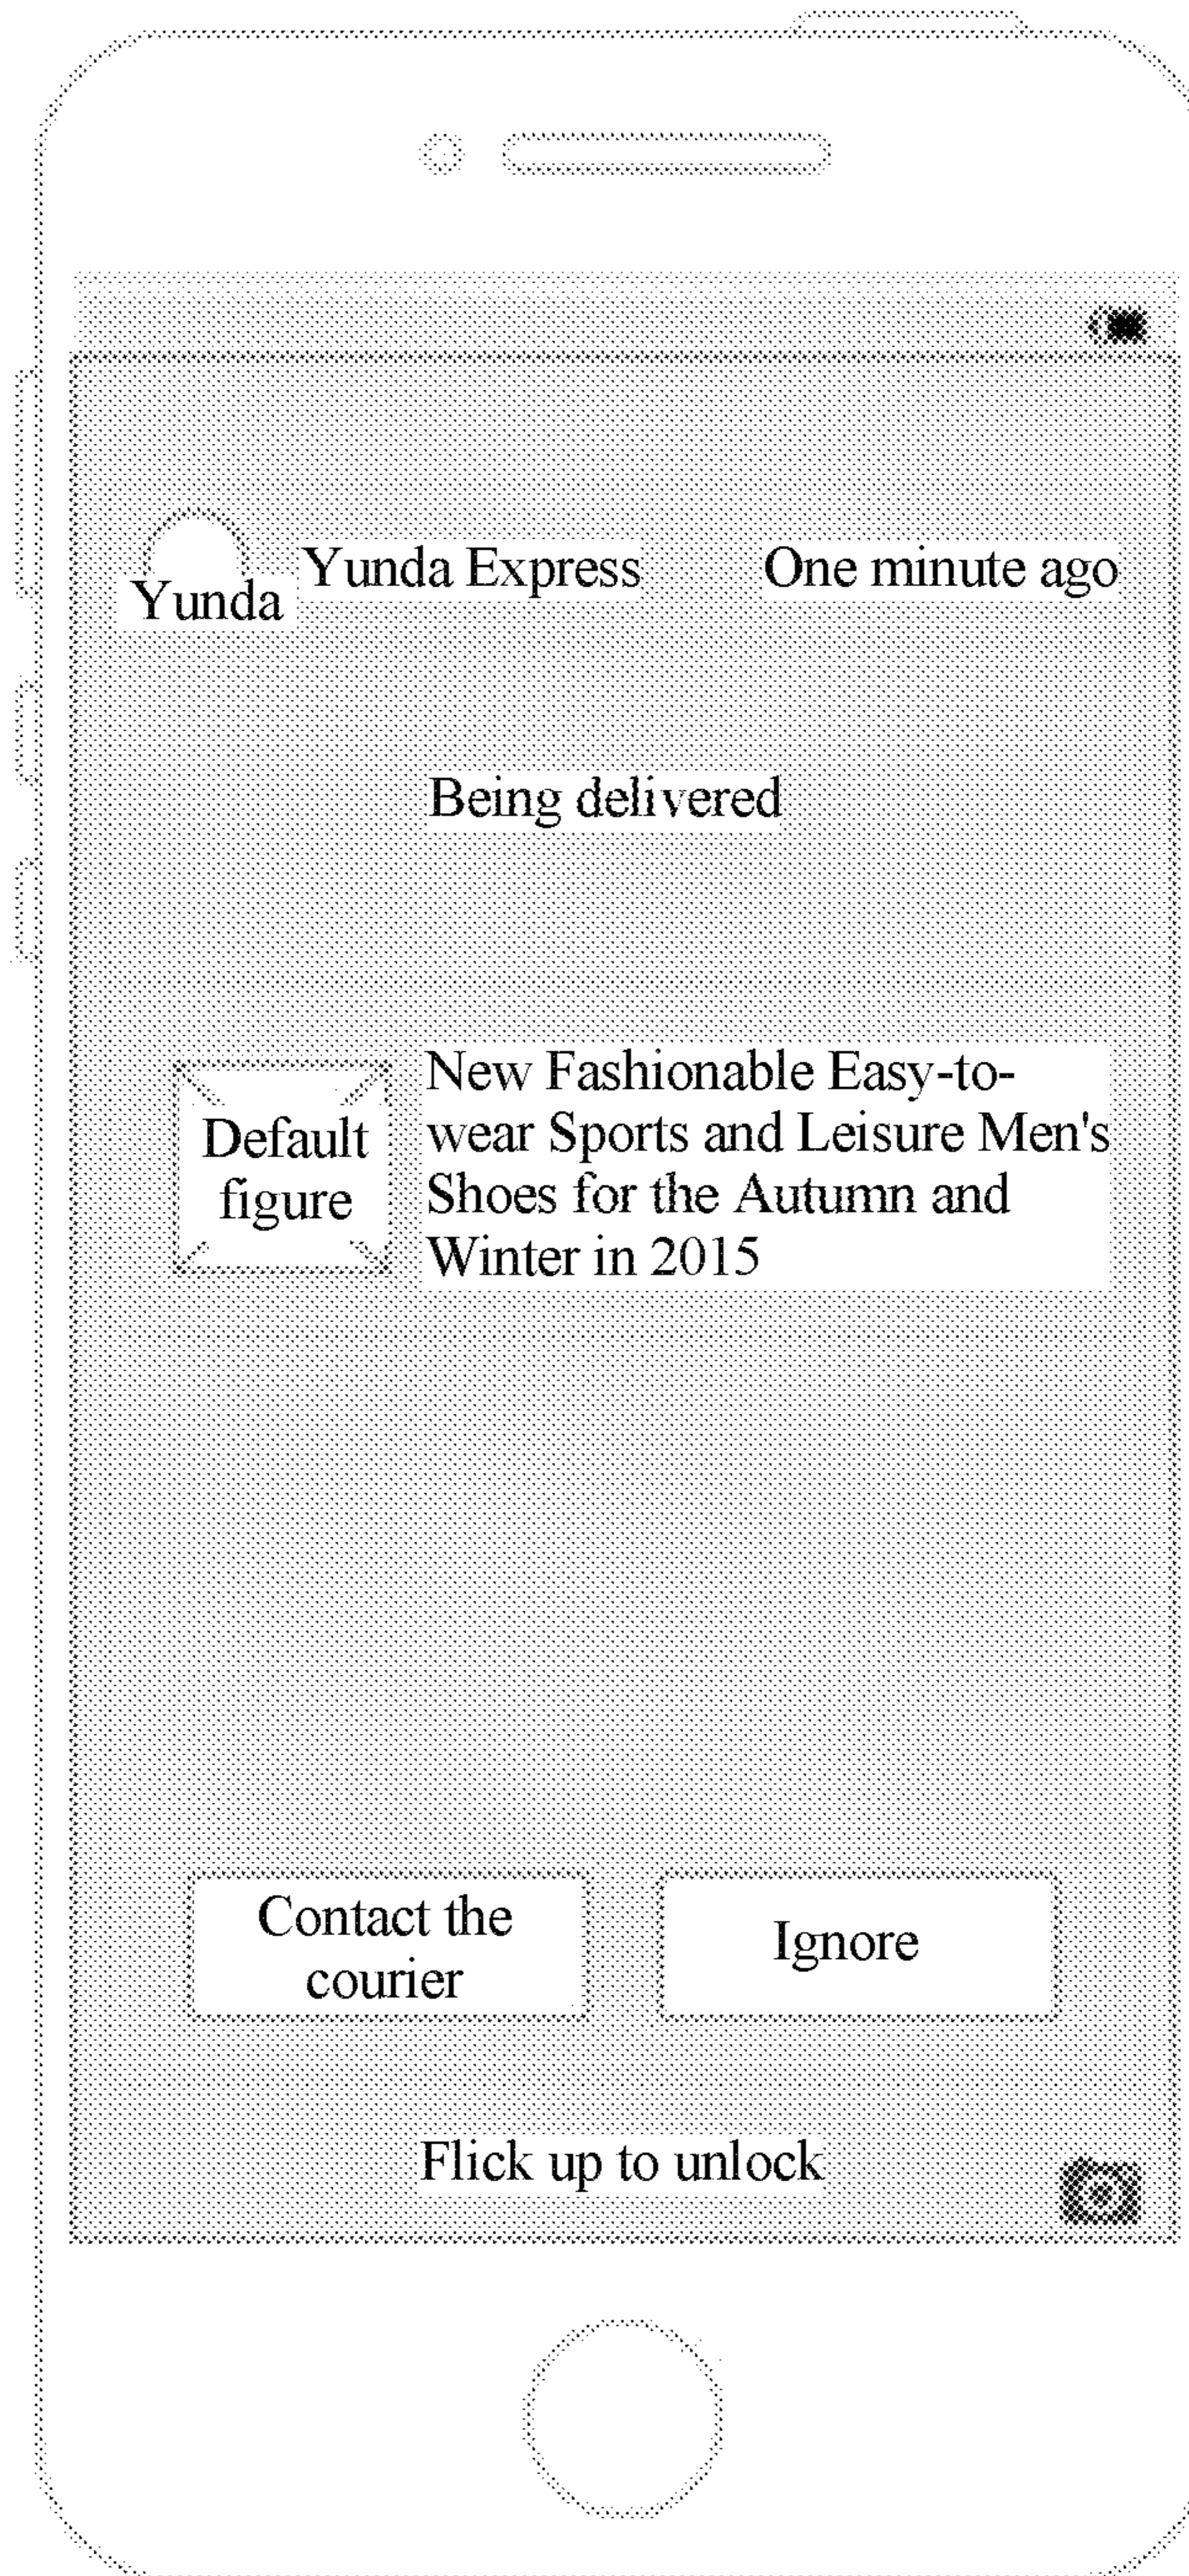 Yunda Express One minute ago
Yunda
Being delivered
New Fashionable Easy-to-
wear Sports and Leisure Men's
Shoes for the Autumn and
Winter in 2015
Default
figure
Contact the
courier
Ignore
Flick up to unlock